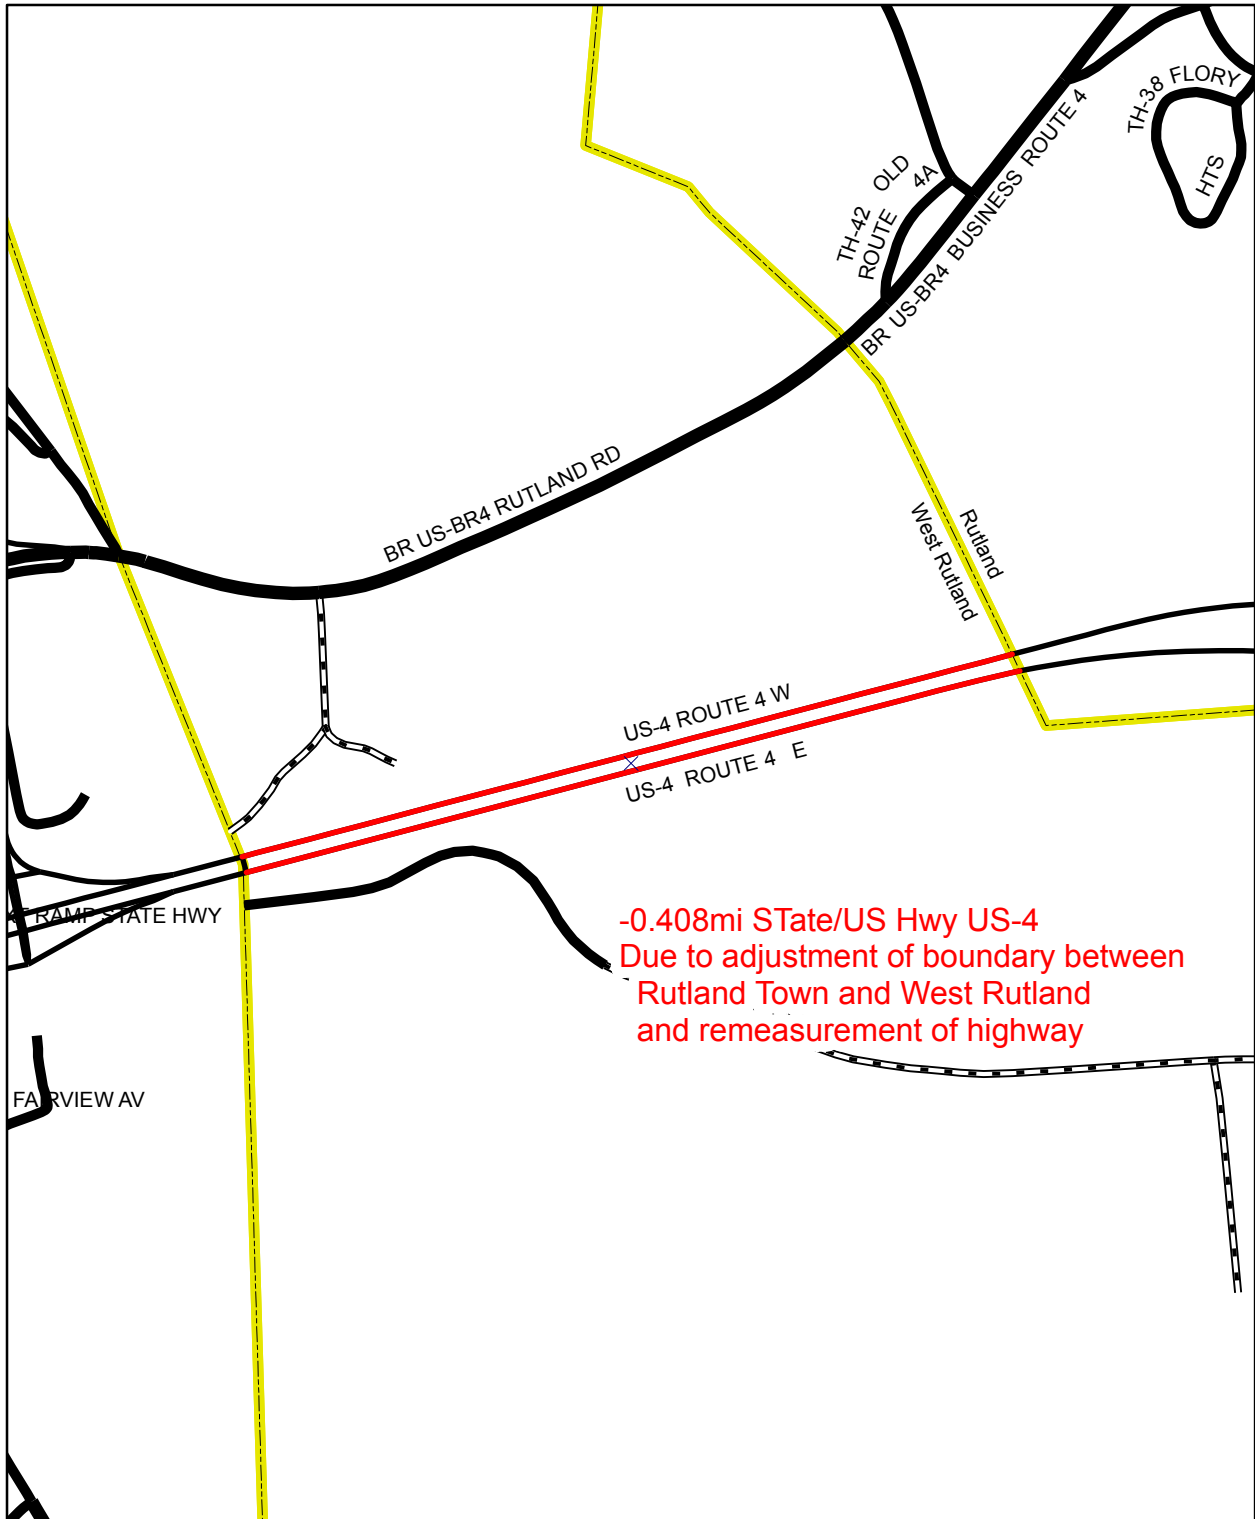 TH-38 FLORY
HTS
OLD
4A
TH-42
ROUTE
BR US-BR4 BUSINESS ROUTE 4
BR US-BR4 RUTLAND RD
Rutland
West Rutland
US-4 ROUTE 4 W
US-4 ROUTE 4 E
RAMP STATE HWY
-0.408mi STate/US Hwy US-4
Due to adjustment of boundary between
Rutland Town and West Rutland
and remeasurement of highway
FAIRVIEW AV